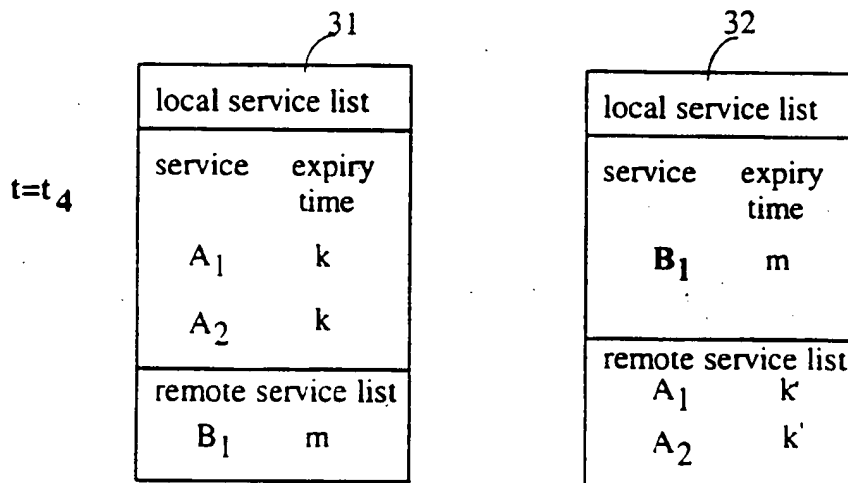 31
local service list
t=t4
service expiry time
A1 k
A2 k
remote service list
B1 m
32
local service list
service expiry time
B1 m
remote service list
A1 k'
A2 k'